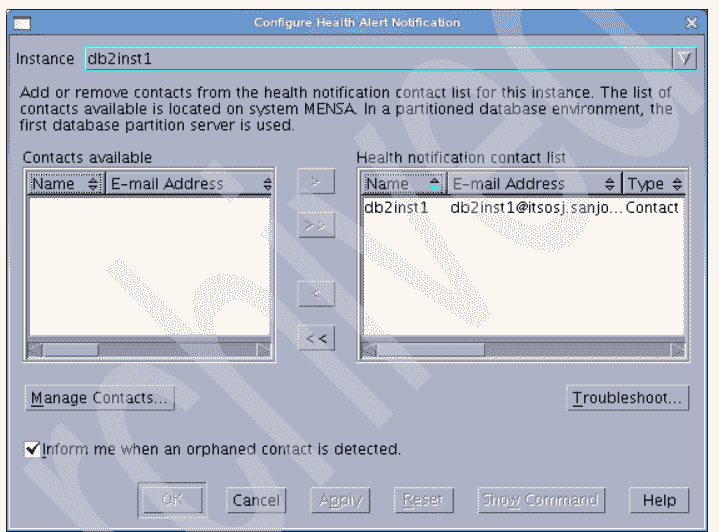 Configure Health Alert Notification
Instance db2inst1
Add or remove contacts from the health notification contact list for this instance. The list of
contacts available is located on system MENSA. In a partitioned database environment, the
first database partition server is used.
Contacts available
Health notification contact list
Name E-mail Address
> 
Name E-mail Address Type
db2inst1 db2inst1@itsosj.sanjo... Contact
>>
<
<<
Manage Contacts...
Troubleshoot...
Inform me when an orphaned contact is detected.
OK Cancel Apply Reset Show Command Help